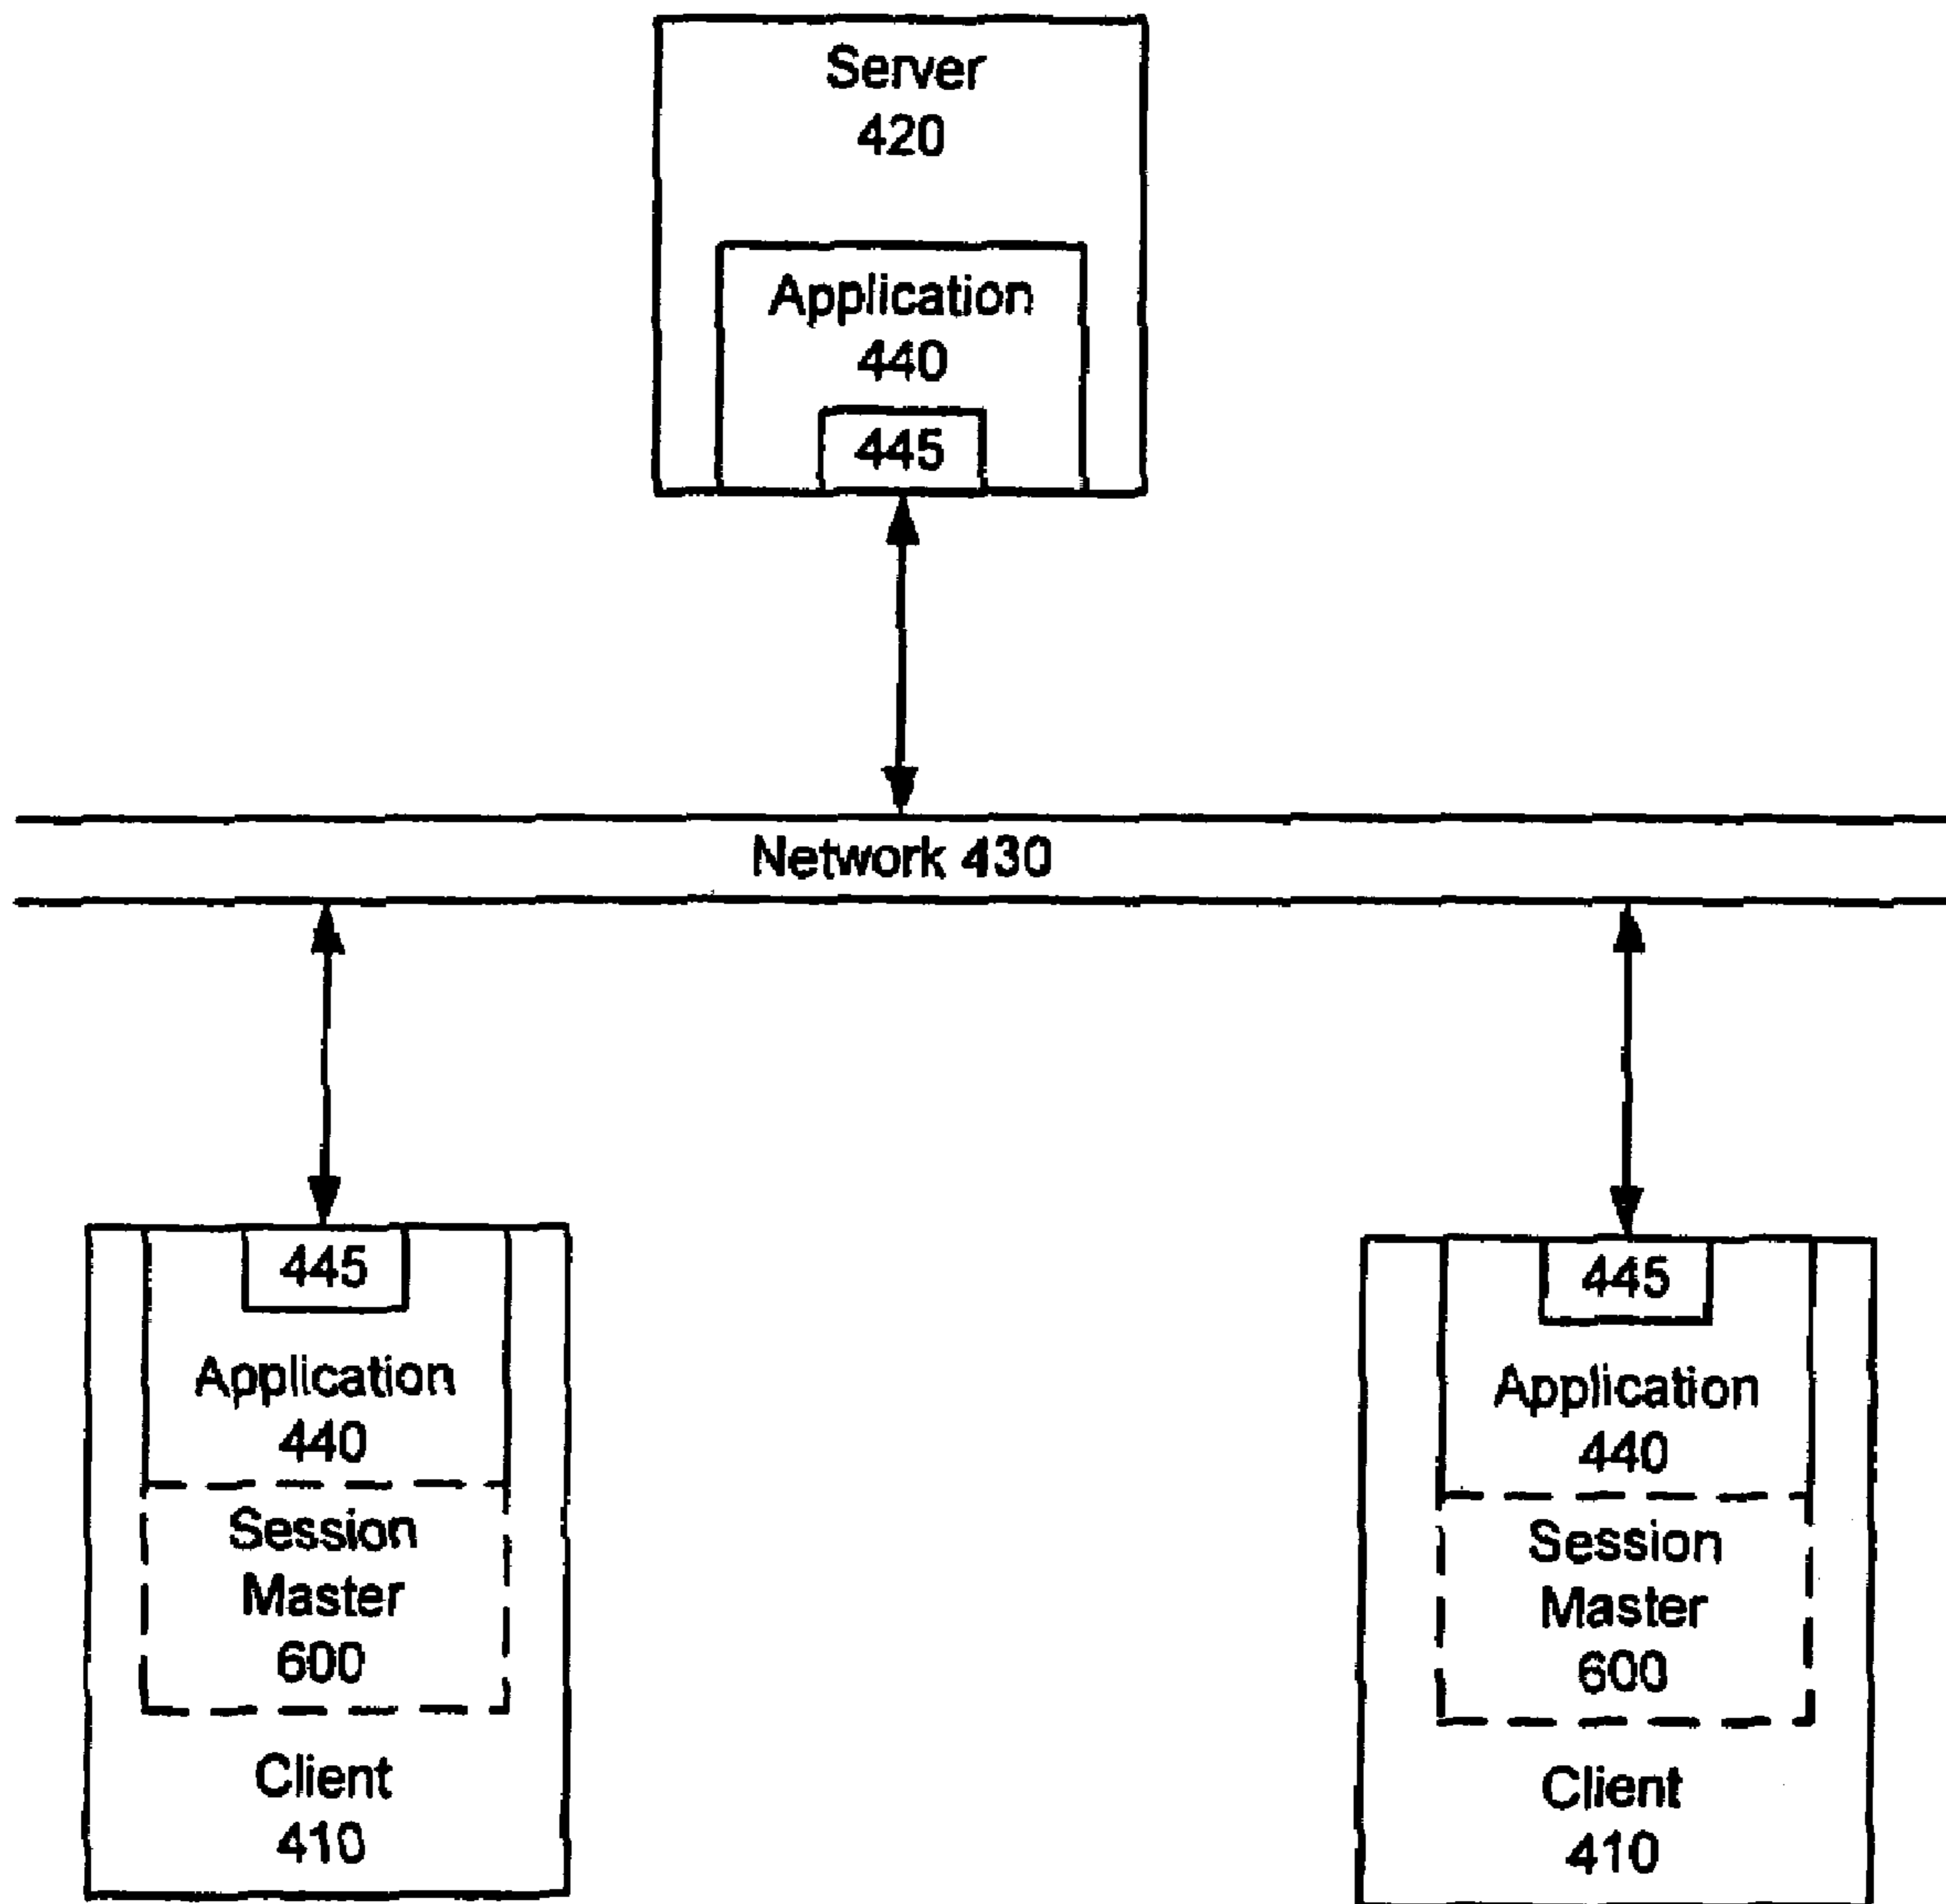 Server
420
Application
440
445
Network 430
445
Application
440
Session
Master
600
Client
410
445
Application
440
Session
Master
600
Client
410